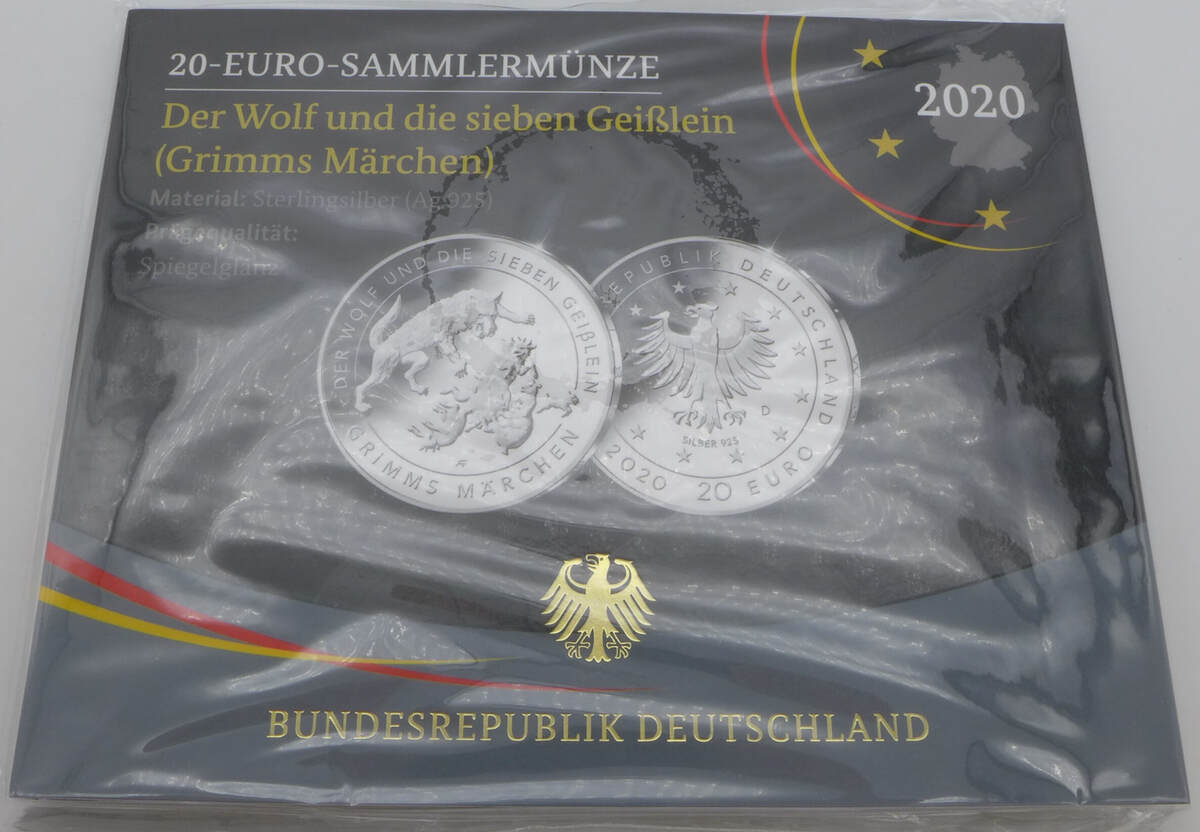 20-EURO-SAMMLERMÜNZE
2020
Der Wolf und die sieben Geißlein
(Grimms Märchen)
Material: Sterlingsilber (Ag 925)
Prägequalität:
Spiegelglanz
DER WOLF UND DIE SIEBEN GEIßLEIN
GRIMMS MÄRCHEN
REPUBLIK DEUTSCHLAND
D
SILBER 925
2020 20 EURO
BUNDESREPUBLIK DEUTSCHLAND